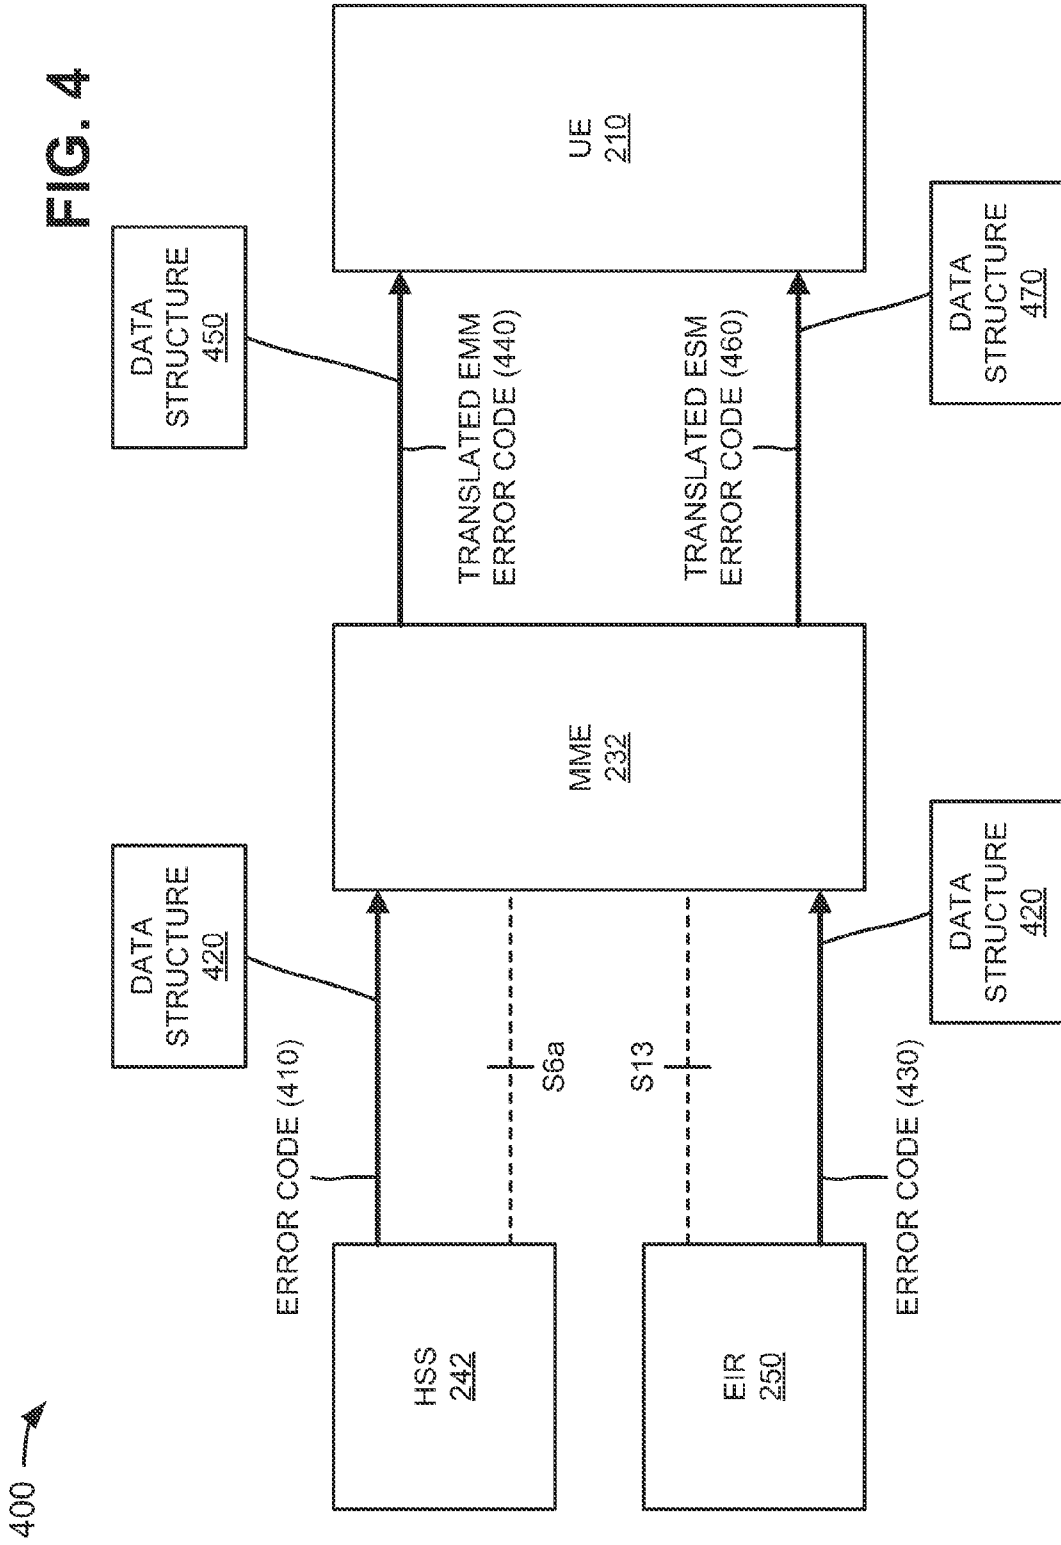 FIG. 4
400
DATA
STRUCTURE
420
DATA
STRUCTURE
450
ERROR CODE (410)
HSS
242
S6a
MME
232
TRANSLATED EMM
ERROR CODE (440)
UE
210
EIR
250
S13
TRANSLATED ESM
ERROR CODE (460)
ERROR CODE (430)
DATA
STRUCTURE
420
DATA
STRUCTURE
470